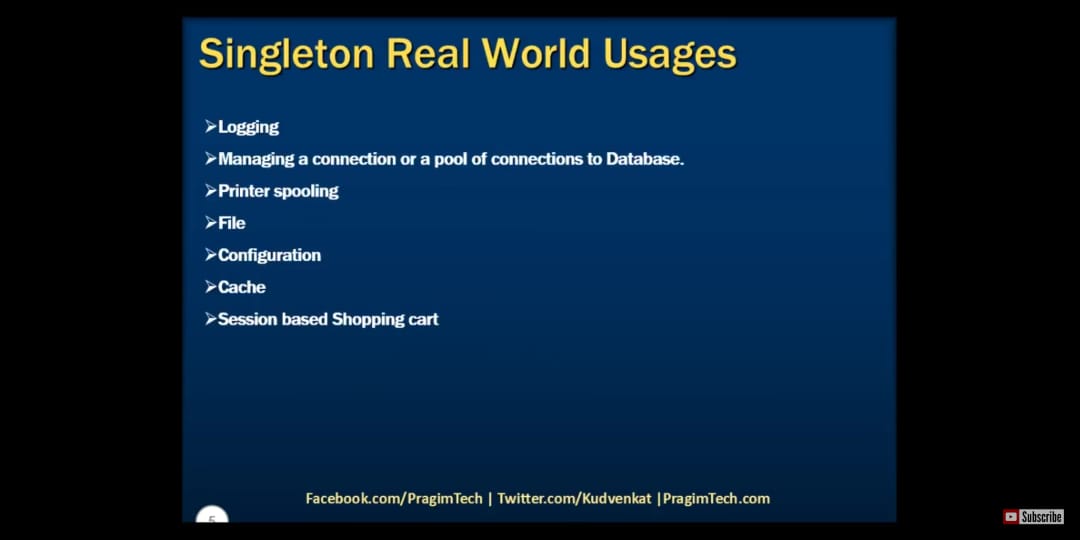 Singleton Real World Usages
➢Logging
➢Managing a connection or a pool of connections to Database.
➢Printer spooling
➢File
➢Configuration
➢Cache
➢Session based Shopping cart
Facebook.com/PragimTech | Twitter.com/Kudvenkat |PragimTech.com
5
Subscribe